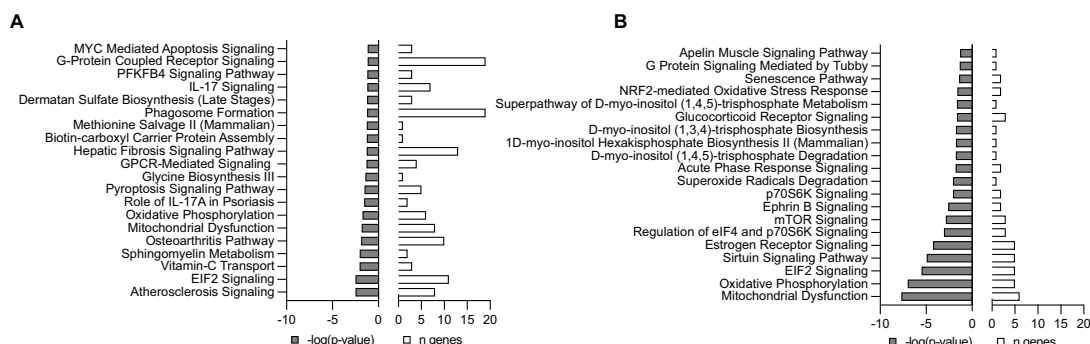 A
MYC Mediated Apoptosis Signaling
G-Protein Coupled Receptor Signaling
PFKFB4 Signaling Pathway
IL-17 Signaling
Dermatan Sulfate Biosynthesis (Late Stages)
Phagosome Formation
Methionine Salvage II (Mammalian)
Biotin-carboxyl Carrier Protein Assembly
Hepatic Fibrosis Signaling Pathway
GPCR-Mediated Signaling
Glycine Biosynthesis III
Pyroptosis Signaling Pathway
Role of IL-17A in Psoriasis
Oxidative Phosphorylation
Mitochondrial Dysfunction
Osteoarthritis Pathway
Sphingomyelin Metabolism
Vitamin-C Transport
EIF2 Signaling
Atherosclerosis Signaling
-10 -5 0 0 5 10 15 20
-log(p-value) n genes
B
Apelin Muscle Signaling Pathway
G Protein Signaling Mediated by Tubby
Senescence Pathway
NRF2-mediated Oxidative Stress Response
Superpathway of D-myo-inositol (1,4,5)-trisphosphate Metabolism
Glucocorticoid Receptor Signaling
D-myo-inositol (1,3,4)-trisphosphate Biosynthesis
1D-myo-inositol Hexakisphosphate Biosynthesis II (Mammalian)
D-myo-inositol (1,4,5)-trisphosphate Degradation
Acute Phase Response Signaling
Superoxide Radicals Degradation
p70S6K Signaling
Ephrin B Signaling
mTOR Signaling
Regulation of eIF4 and p70S6K Signaling
Estrogen Receptor Signaling
Sirtuin Signaling Pathway
EIF2 Signaling
Oxidative Phosphorylation
Mitochondrial Dysfunction
-10 -5 0 0 5 10 15 20
-log(p-value) n genes